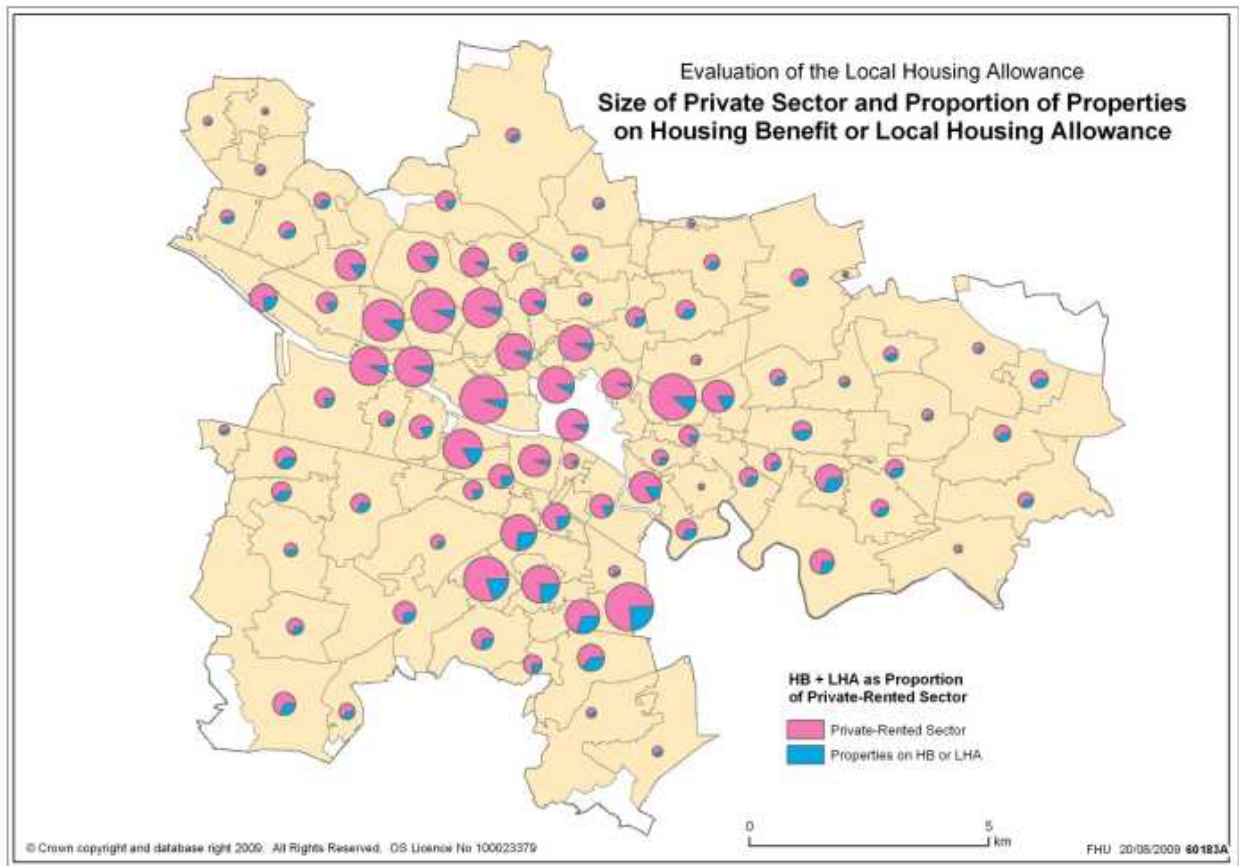 Evaluation of the Local Housing Allowance
Size of Private Sector and Proportion of Properties
on Housing Benefit or Local Housing Allowance
HB + LHA as Proportion
of Private-Rented Sector
Private-Rented Sector
Properties on HB or LHA
0 5
km
© Crown copyright and database right 2009. All Rights Reserved. OS Licence No 100023379
FHU 20/08/2009 60183A